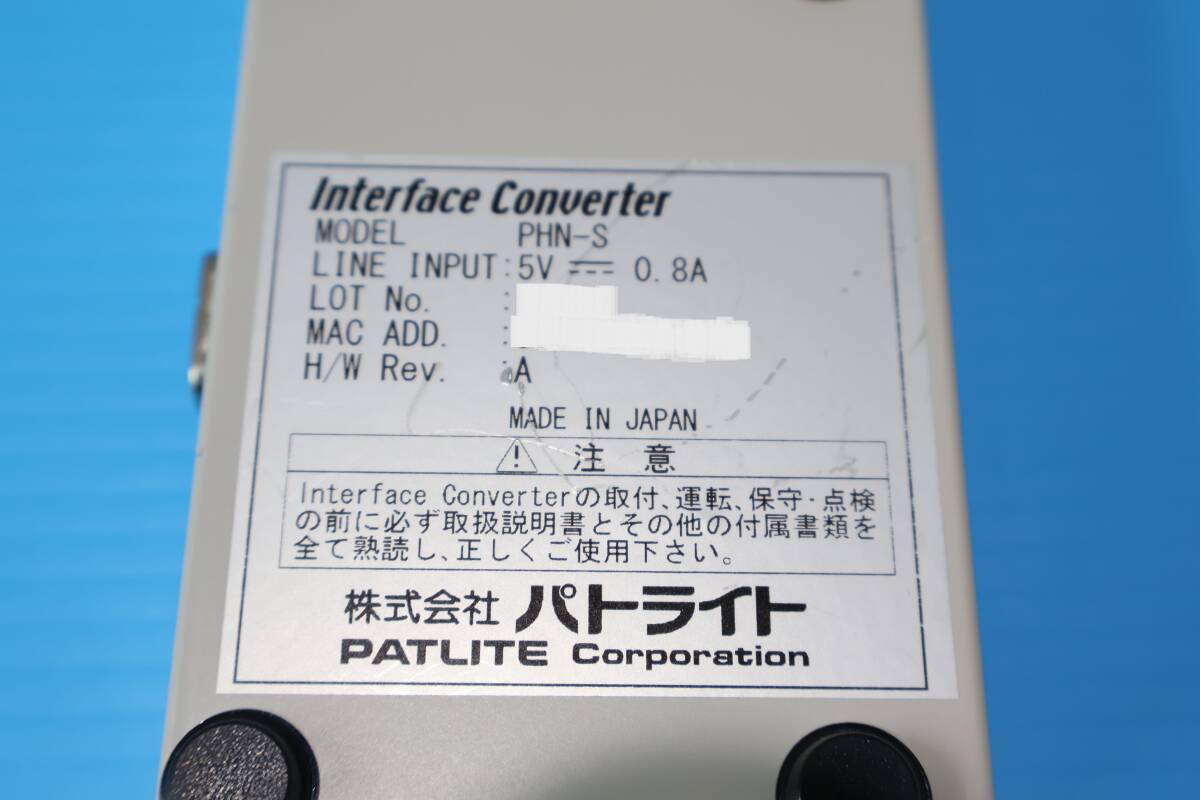 Interface Converter
MODEL PHN-S
LINE INPUT:5V 0.8A
LOT No. :
MAC ADD. :
H/W Rev. :A
MADE IN JAPAN
注 意
Interface Converterの取付、運転、保守・点検
の前に必ず取扱説明書とその他の付属書類を
全て熟読し、正しくご使用下さい。
株式会社 パトライト
PATLITE Corporation